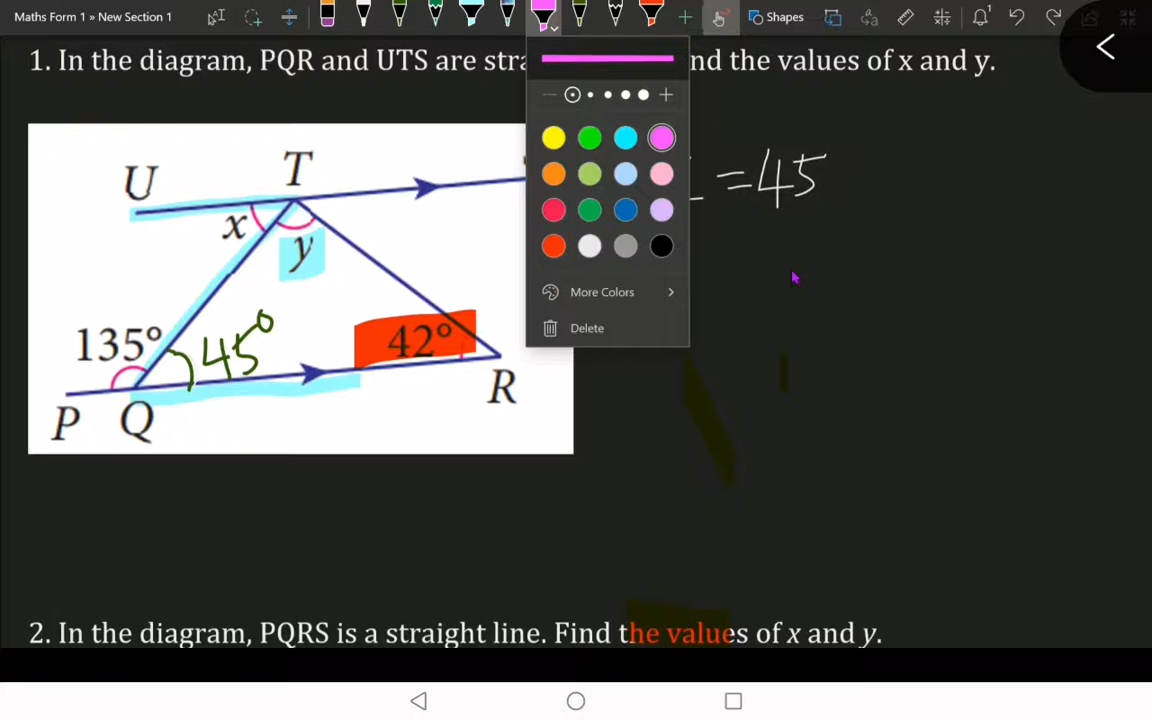 Maths Form 1 » New Section 1
Shapes
1
1. In the diagram, PQR and UTS are stra
nd the values of x and y.
U
T
= 45
x
y
More Colors
Delete
135°
45°
42°
P
Q
R
2. In the diagram, PQRS is a straight line. Find the values of x and y.